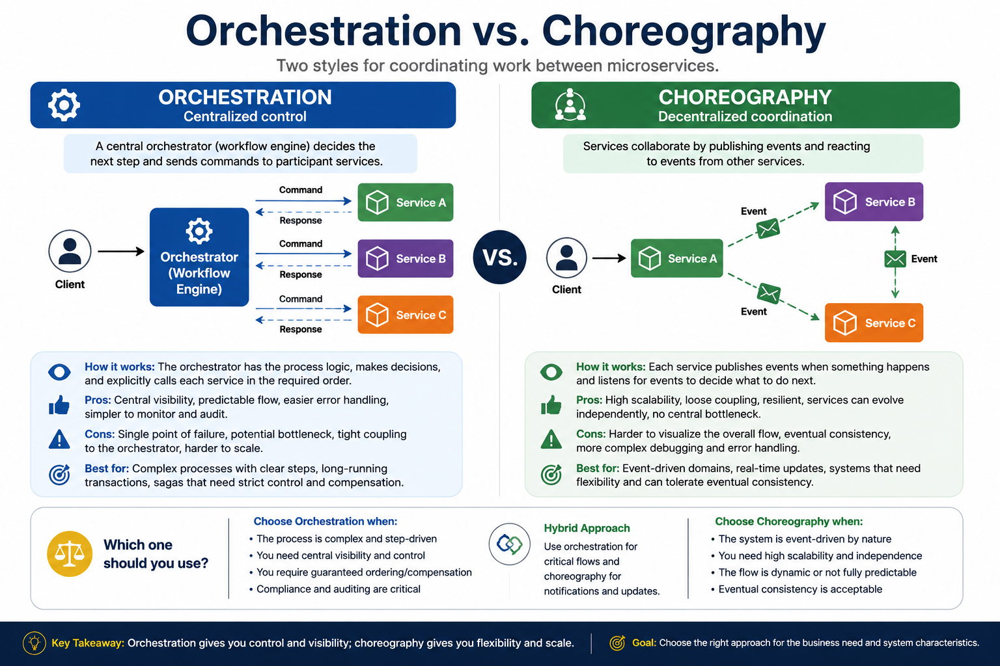 Orchestration vs. Choreography
Two styles for coordinating work between microservices.
ORCHESTRATION
Centralized control
A central orchestrator (workflow engine) decides the
next step and sends commands to participant services.
Client
Orchestrator
(Workflow
Engine)
Command
Response
Service A
Command
Response
Service B
Command
Response
Service C
How it works: The orchestrator has the process logic, makes decisions,
and explicitly calls each service in the required order.
Pros: Central visibility, predictable flow, easier error handling,
simpler to monitor and audit.
Cons: Single point of failure, potential bottleneck, tight coupling
to the orchestrator, harder to scale.
Best for: Complex processes with clear steps, long-running
transactions, sagas that need strict control and compensation.
VS.
CHOREOGRAPHY
Decentralized coordination
Services collaborate by publishing events and reacting
to events from other services.
Client
Service A
Event
Event
Service B
Event
Service C
How it works: Each service publishes events when something happens
and listens for events to decide what to do next.
Pros: High scalability, loose coupling, resilient, services can evolve
independently, no central bottleneck.
Cons: Harder to visualize the overall flow, eventual consistency,
more complex debugging and error handling.
Best for: Event-driven domains, real-time updates, systems that need
flexibility and can tolerate eventual consistency.
Which one
should you use?
Choose Orchestration when:
• The process is complex and step-driven
• You need central visibility and control
• You require guaranteed ordering/compensation
• Compliance and auditing are critical
Hybrid Approach
Use orchestration for
critical flows and
choreography for
notifications and updates.
Choose Choreography when:
• The system is event-driven by nature
• You need high scalability and independence
• The flow is dynamic or not fully predictable
• Eventual consistency is acceptable
Key Takeaway: Orchestration gives you control and visibility; choreography gives you flexibility and scale.
Goal: Choose the right approach for the business need and system characteristics.